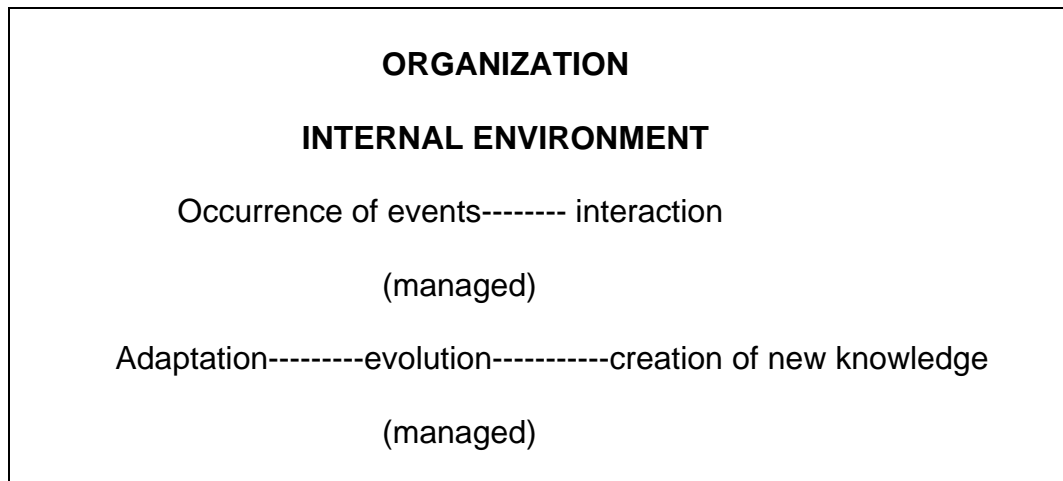 ORGANIZATION
INTERNAL ENVIRONMENT
Occurrence of events-------- interaction
(managed)
Adaptation---------evolution-----------creation of new knowledge
(managed)